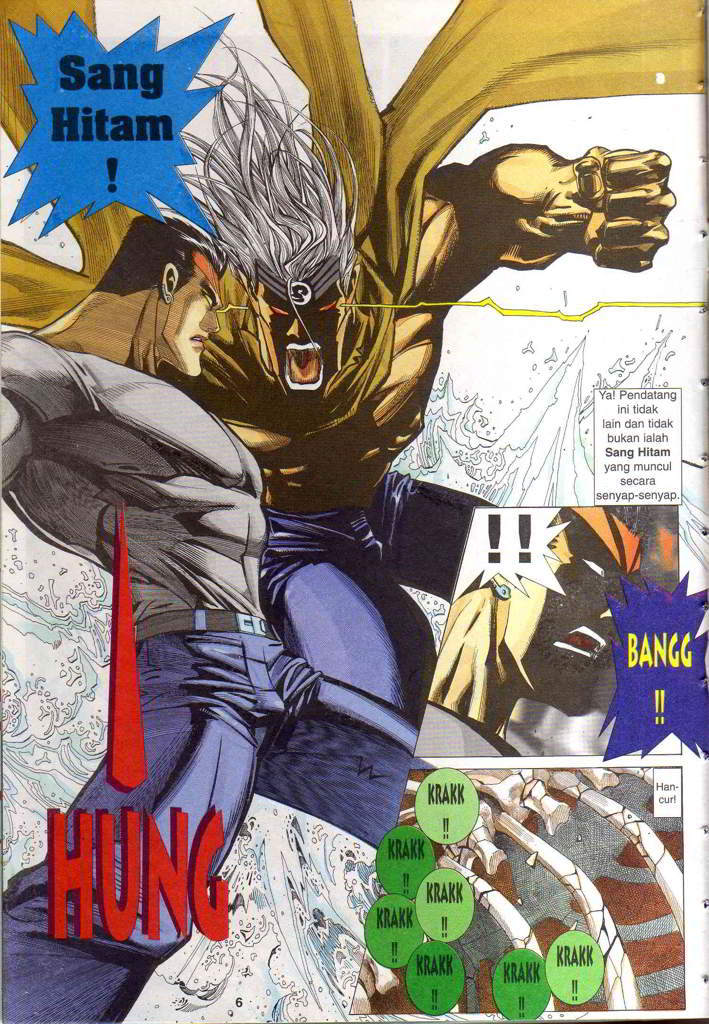 Sang
Hitam
!
S
Ya! Pendatang
ini tidak
lain dan tidak
bukan ialah
Sang Hitam
yang muncul
secara
senyap-senyap.
!!
BANGG
!!
HUNG
!
Han-
cur!
KRAKK
!!
KRAKK
!!
KRAKK
!!
KRAKK
!!
KRAKK
!!
KRAKK
!!
KRAKK
!!
6